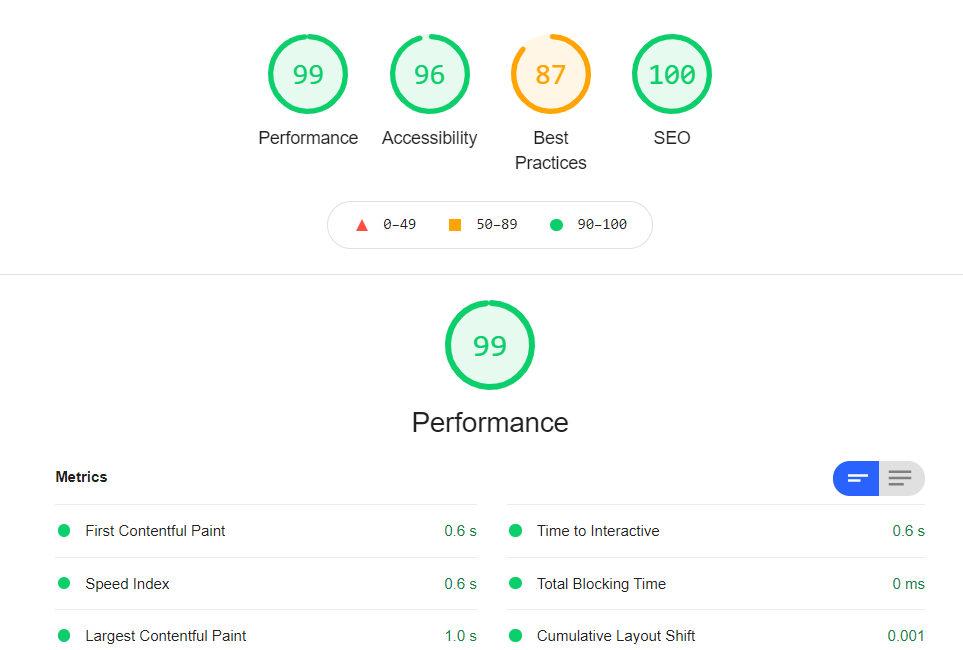 99 96 87 100
Performance Accessibility Best Practices SEO
0–49 50–89 90–100
99
Performance
Metrics
First Contentful Paint 0.6 s
Time to Interactive 0.6 s
Speed Index 0.6 s
Total Blocking Time 0 ms
Largest Contentful Paint 1.0 s
Cumulative Layout Shift 0.001